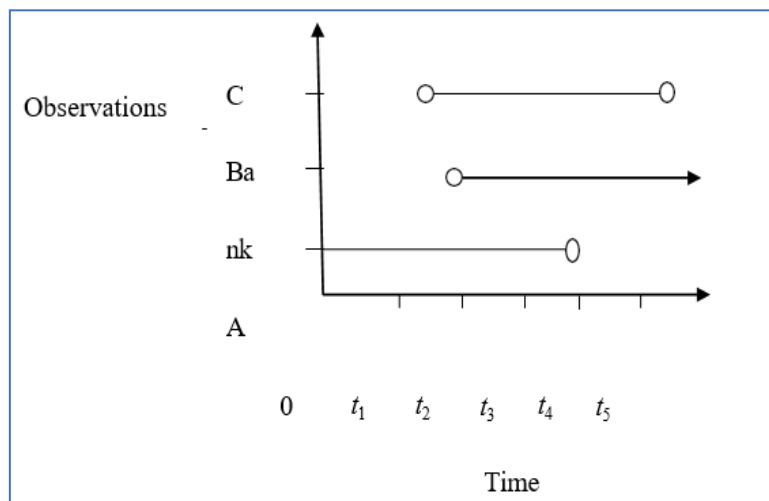 C
Observations
-
Ba
nk
A
0 t₁ t₂ t₃ t₄ t₅
Time